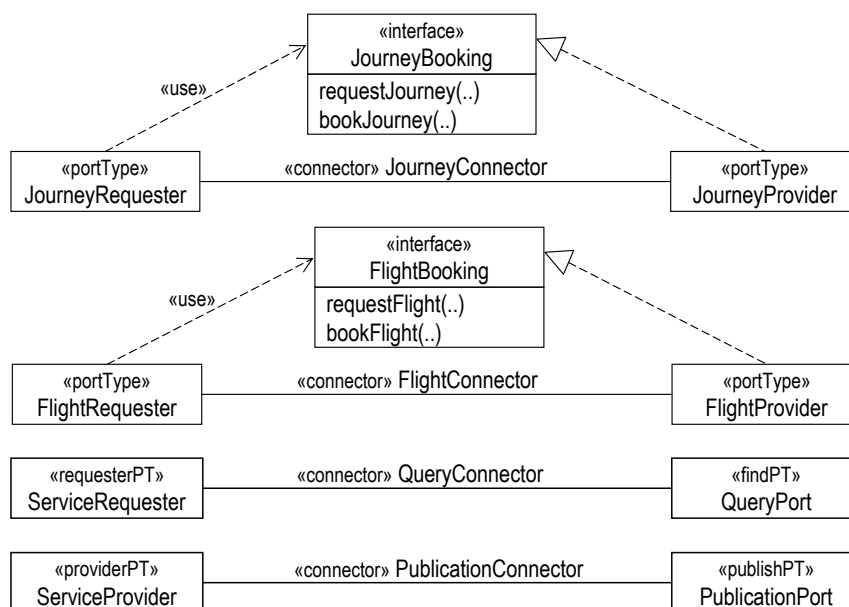 «interface»
JourneyBooking
requestJourney(..)
bookJourney(..)
«use»
«portType»
JourneyRequester
«connector» JourneyConnector
«portType»
JourneyProvider
«interface»
FlightBooking
requestFlight(..)
bookFlight(..)
«use»
«portType»
FlightRequester
«connector» FlightConnector
«portType»
FlightProvider
«requesterPT»
ServiceRequester
«connector» QueryConnector
«findPT»
QueryPort
«providerPT»
ServiceProvider
«connector» PublicationConnector
«publishPT»
PublicationPort